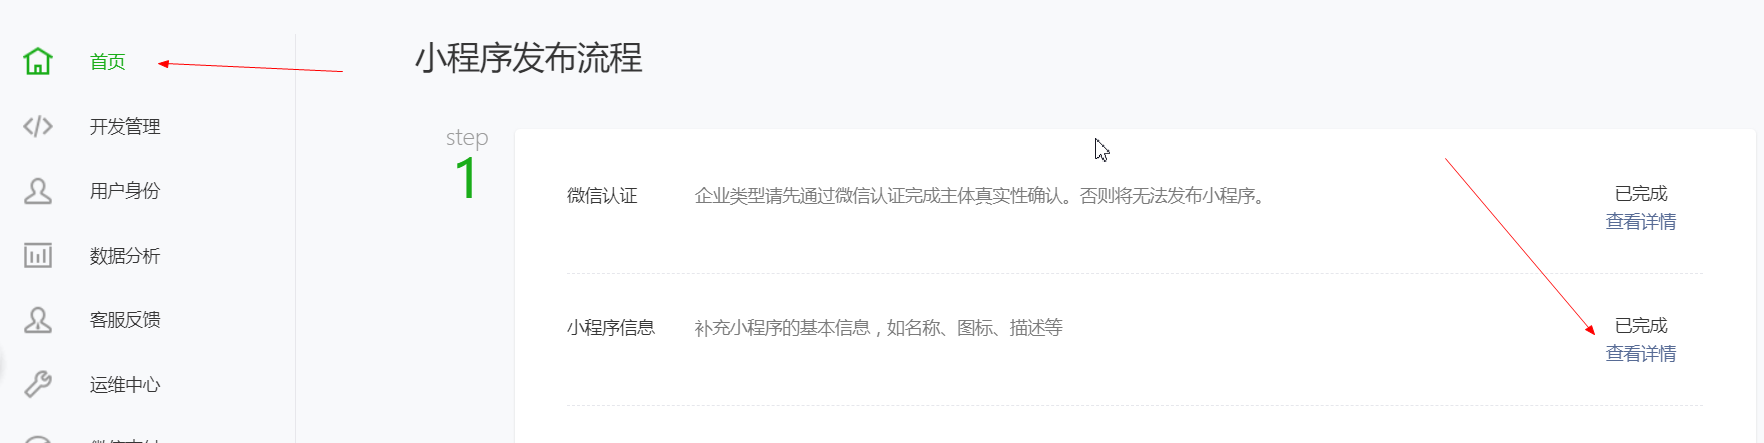 首页
开发管理
用户身份
数据分析
客服反馈
运维中心
小程序发布流程
step
1
微信认证 企业类型请先通过微信认证完成主体真实性确认。否则将无法发布小程序。 已完成
查看详情
小程序信息 补充小程序的基本信息，如名称、图标、描述等 已完成
查看详情